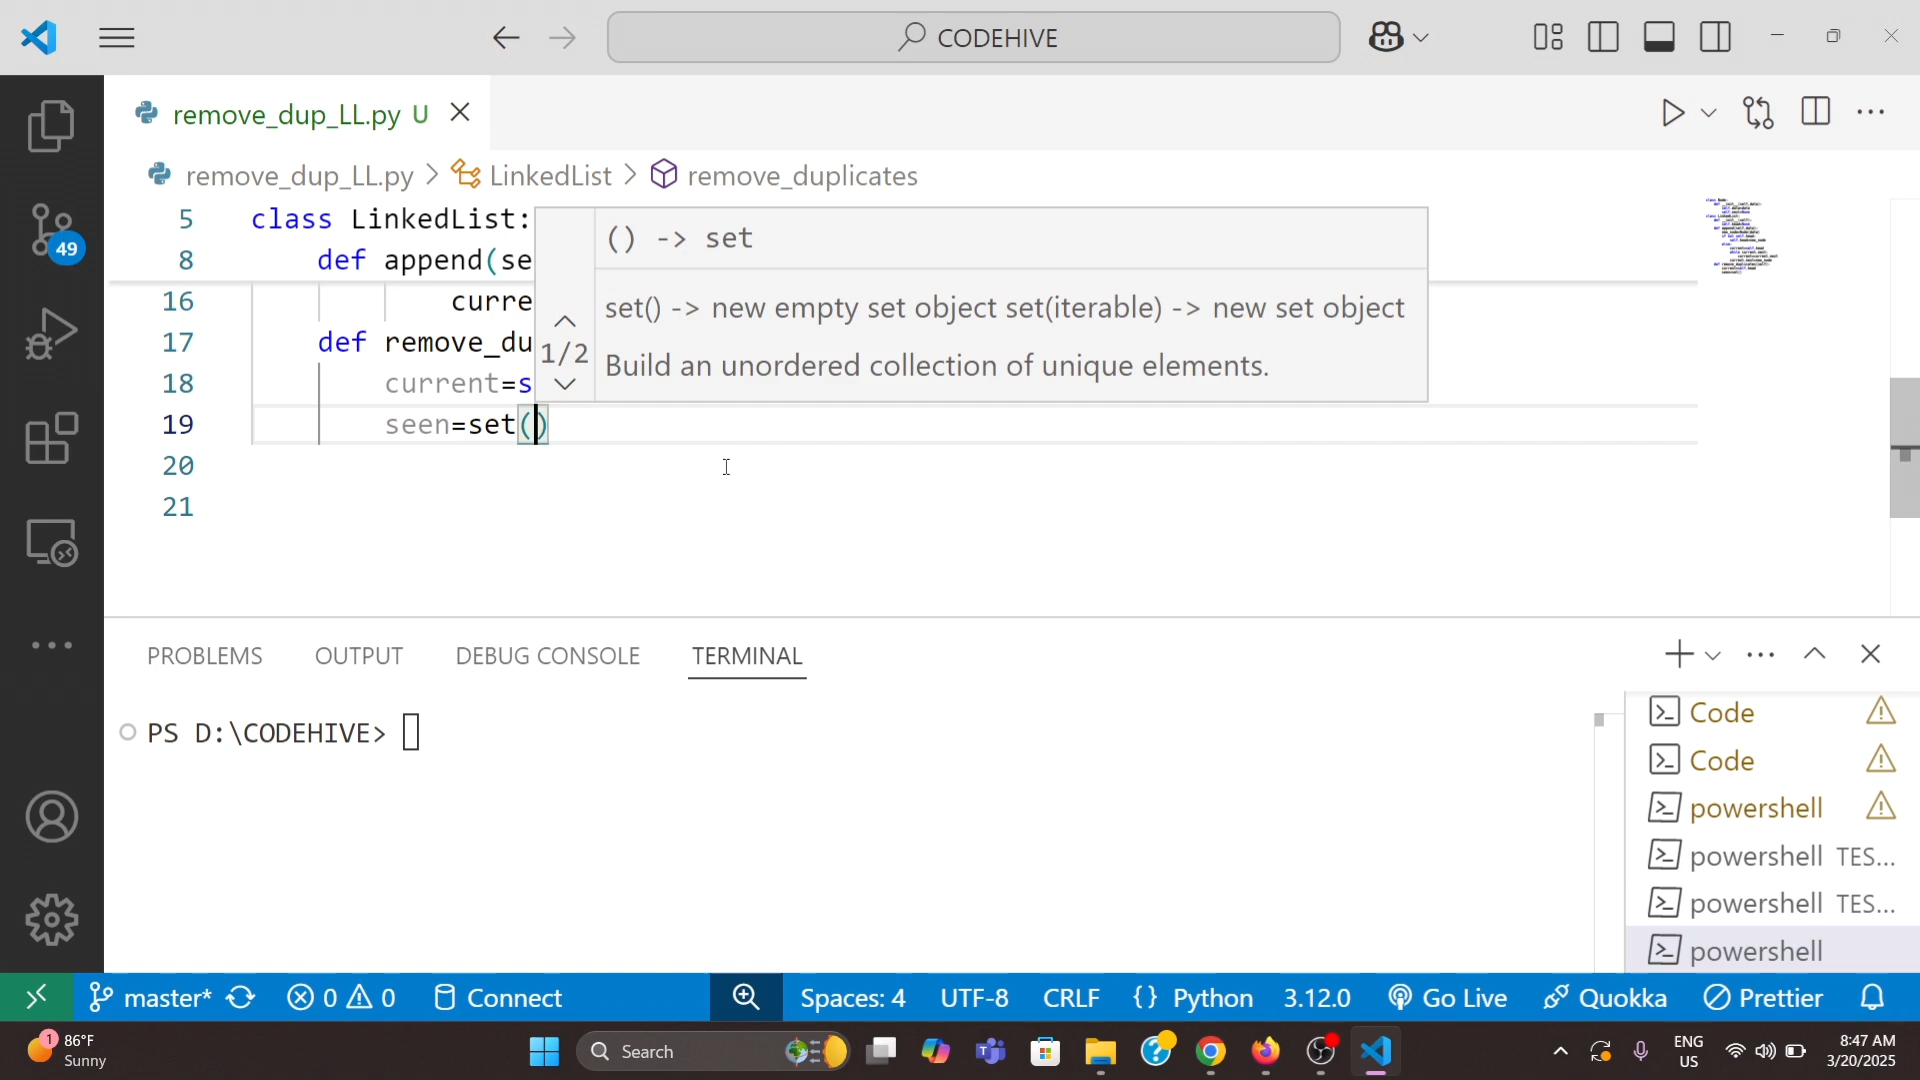 CODEHIVE
remove_dup_LL.py U
remove_dup_LL.py > LinkedList > remove_duplicates
5 class LinkedList:
8 def append(se
16 curre
17 def remove_du
18 current=s
19 seen=set()
20
21
() -> set
1/2
set() -> new empty set object set(iterable) -> new set object
Build an unordered collection of unique elements.
49
PROBLEMS OUTPUT DEBUG CONSOLE TERMINAL
PS D:\CODEHIVE>
Code
Code
powershell
powershell TES...
powershell TES...
powershell
master* 0 0 Connect Spaces: 4 UTF-8 CRLF {} Python 3.12.0 Go Live Quokka Prettier
1
86°F
Sunny
Search
ENG
US
8:47 AM
3/20/2025